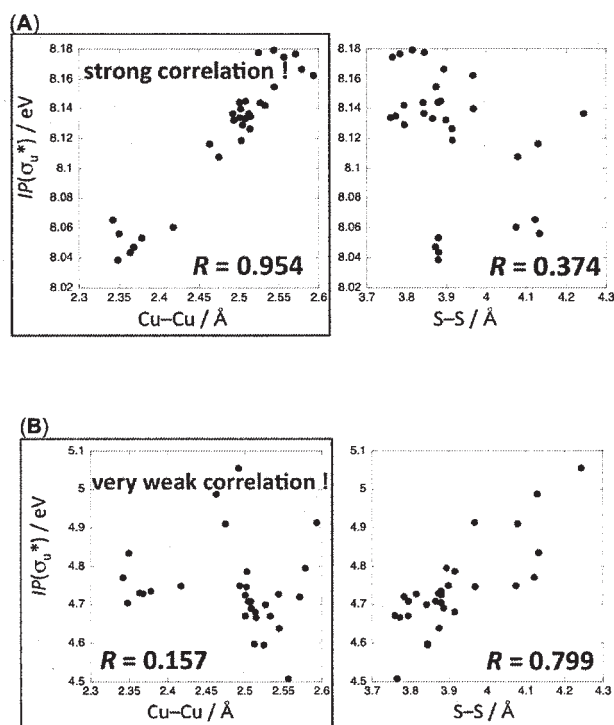 (A)
IP(σu*) / eV
8.18
8.16
8.14
8.12
8.1
8.08
8.06
8.04
8.02
strong correlation !
R = 0.954
2.3 2.35 2.4 2.45 2.5 2.55 2.6
Cu–Cu / Å
8.18
8.16
8.14
8.12
8.1
8.08
8.06
8.04
8.02
R = 0.374
3.7 3.8 3.9 4 4.1 4.2 4.3
S–S / Å
(B)
IP(σu*) / eV
5.1
5
4.9
4.8
4.7
4.6
4.5
very weak correlation !
R = 0.157
2.3 2.35 2.4 2.45 2.5 2.55 2.6
Cu–Cu / Å
5.1
5
4.9
4.8
4.7
4.6
4.5
R = 0.799
3.7 3.8 3.9 4 4.1 4.2 4.3
S–S / Å